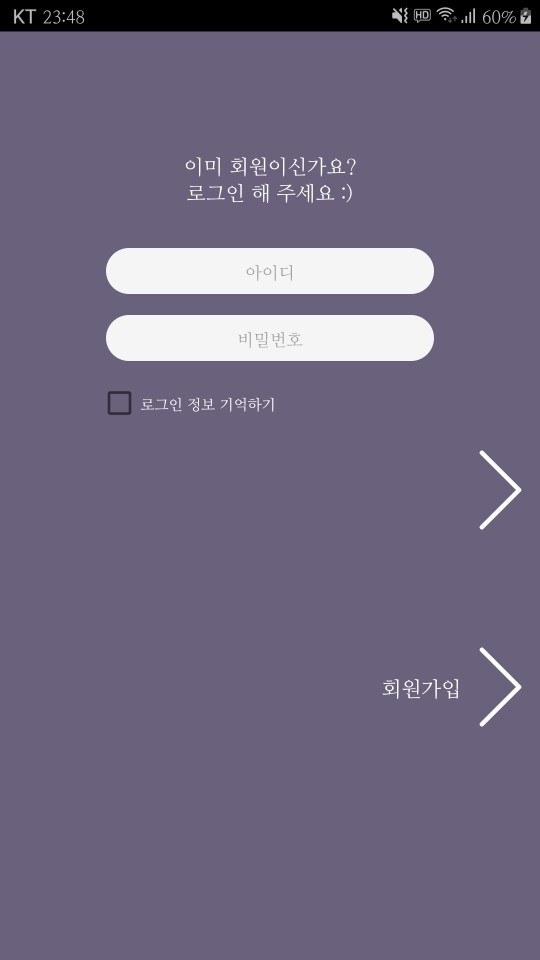 KT 23:48 HD 60%
이미 회원이신가요?
로그인 해 주세요 :)
아이디
비밀번호
로그인 정보 기억하기
회원가입